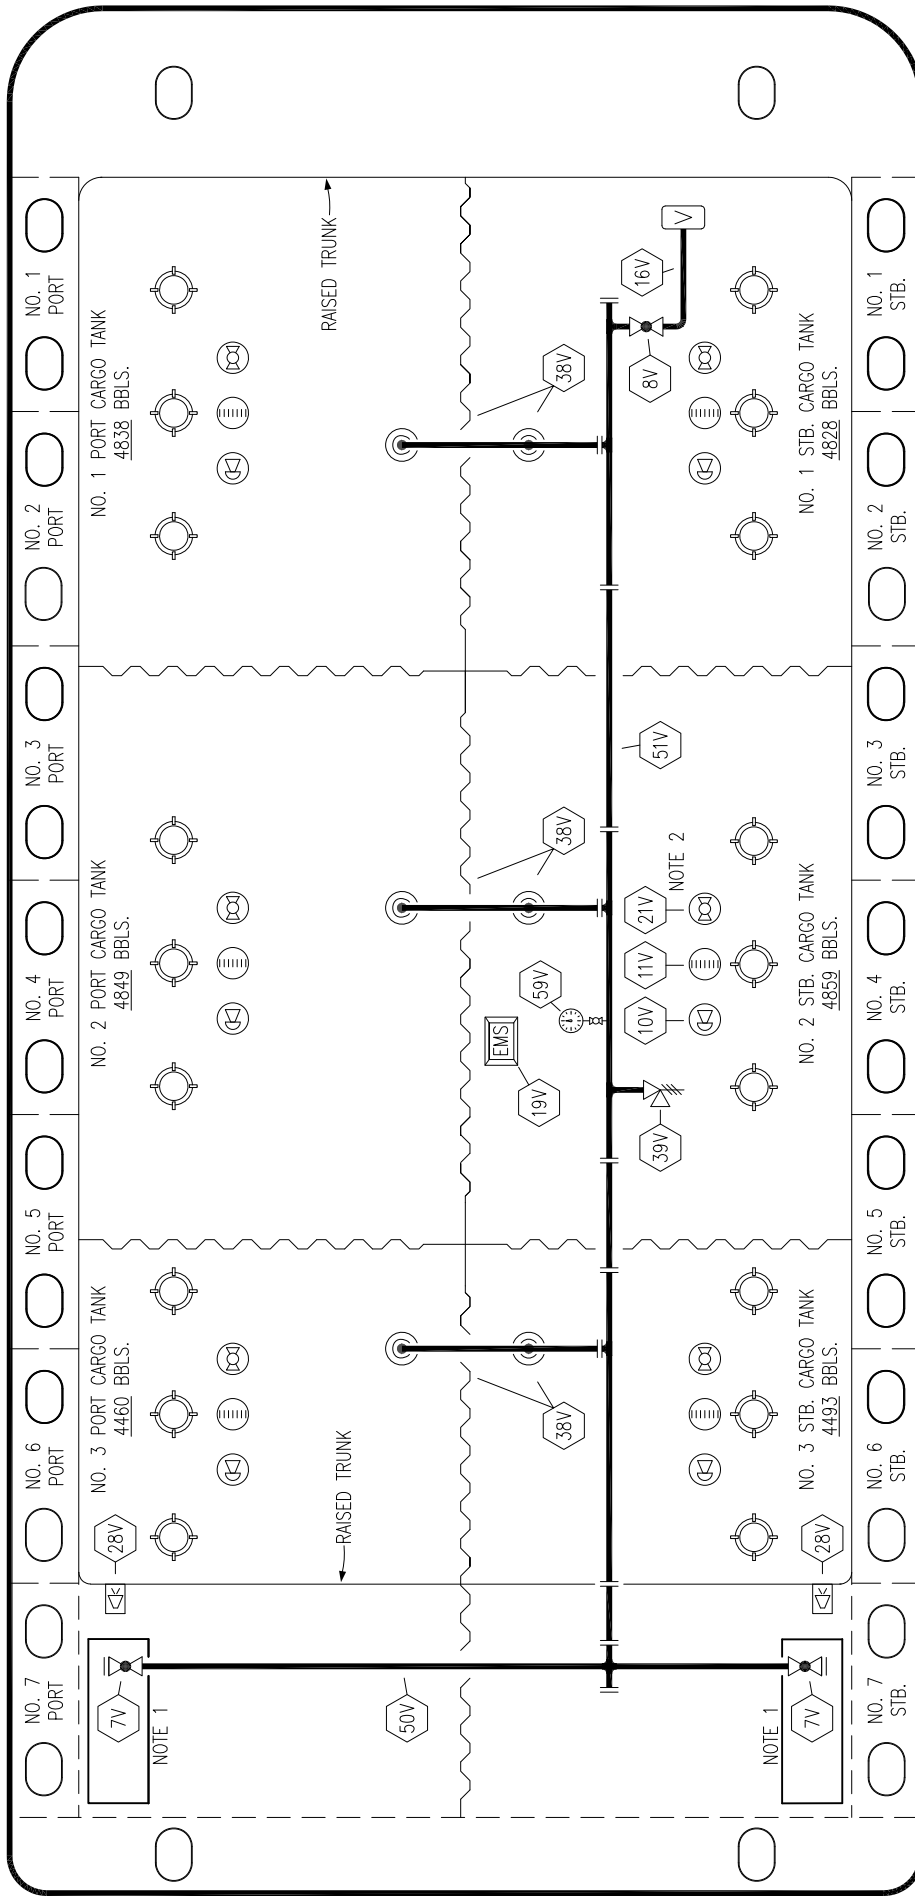 NO. 1
PORT
NO. 2
PORT
NO. 3
PORT
NO. 4
PORT
NO. 5
PORT
NO. 6
PORT
NO. 7
PORT
NO. 1 PORT CARGO TANK
4838 BBLS.
NO. 2 PORT CARGO TANK
4849 BBLS.
NO. 3 PORT CARGO TANK
4460 BBLS.
28V
7V
NOTE 1
RAISED TRUNK
RAISED TRUNK
50V
38V
38V
38V
EMS
19V
59V
V
16V
8V
51V
NOTE 2
21V
11V
10V
39V
NO. 1 STB. CARGO TANK
4828 BBLS.
NO. 2 STB. CARGO TANK
4859 BBLS.
NO. 3 STB. CARGO TANK
4493 BBLS.
28V
7V
NOTE 1
NO. 1
STB.
NO. 2
STB.
NO. 3
STB.
NO. 4
STB.
NO. 5
STB.
NO. 6
STB.
NO. 7
STB.